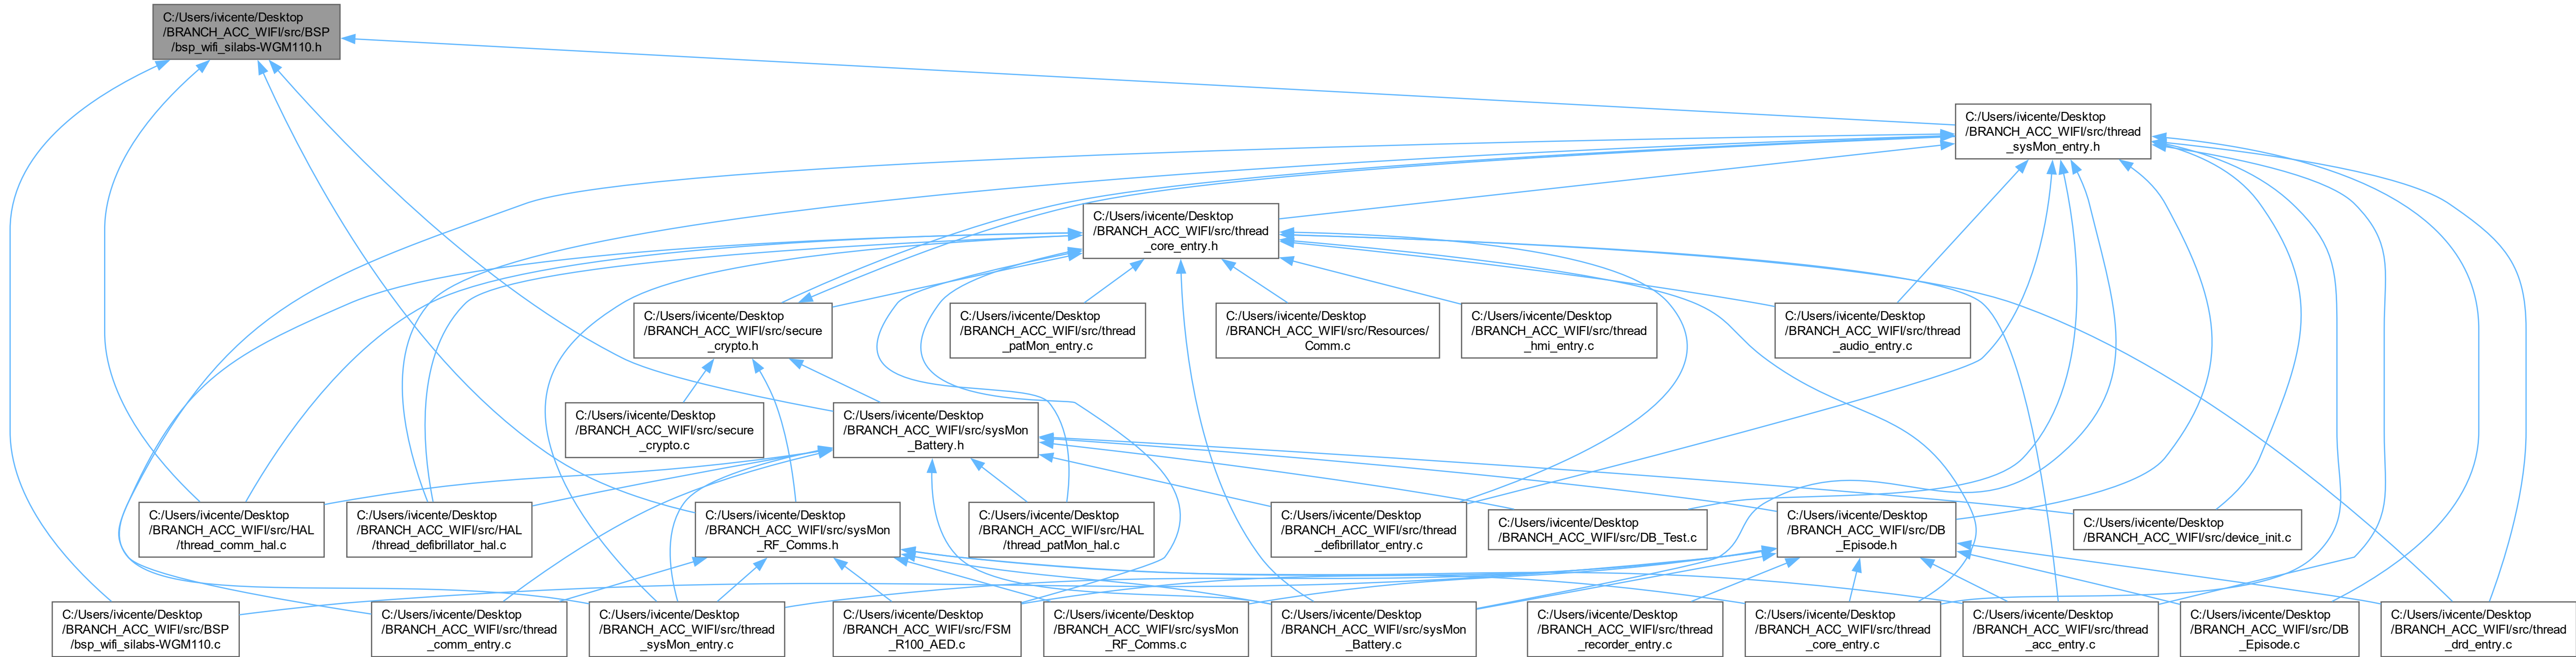 C:/Users/ivicente/Desktop
/BRANCH_ACC_WIFI/src/BSP
/bsp_wifi_silabs-WGM110.h
C:/Users/ivicente/Desktop
/BRANCH_ACC_WIFI/src/thread
_sysMon_entry.h
C:/Users/ivicente/Desktop
/BRANCH_ACC_WIFI/src/thread
_core_entry.h
C:/Users/ivicente/Desktop
/BRANCH_ACC_WIFI/src/secure
_crypto.h
C:/Users/ivicente/Desktop
/BRANCH_ACC_WIFI/src/thread
_patMon_entry.c
C:/Users/ivicente/Desktop
/BRANCH_ACC_WIFI/src/Resources/
Comm.c
C:/Users/ivicente/Desktop
/BRANCH_ACC_WIFI/src/thread
_hmi_entry.c
C:/Users/ivicente/Desktop
/BRANCH_ACC_WIFI/src/thread
_audio_entry.c
C:/Users/ivicente/Desktop
/BRANCH_ACC_WIFI/src/secure
_crypto.c
C:/Users/ivicente/Desktop
/BRANCH_ACC_WIFI/src/sysMon
_Battery.h
C:/Users/ivicente/Desktop
/BRANCH_ACC_WIFI/src/HAL
/thread_comm_hal.c
C:/Users/ivicente/Desktop
/BRANCH_ACC_WIFI/src/HAL
/thread_defibrillator_hal.c
C:/Users/ivicente/Desktop
/BRANCH_ACC_WIFI/src/sysMon
_RF_Comms.h
C:/Users/ivicente/Desktop
/BRANCH_ACC_WIFI/src/HAL
/thread_patMon_hal.c
C:/Users/ivicente/Desktop
/BRANCH_ACC_WIFI/src/thread
_defibrillator_entry.c
C:/Users/ivicente/Desktop
/BRANCH_ACC_WIFI/src/DB_Test.c
C:/Users/ivicente/Desktop
/BRANCH_ACC_WIFI/src/DB
_Episode.h
C:/Users/ivicente/Desktop
/BRANCH_ACC_WIFI/src/device_init.c
C:/Users/ivicente/Desktop
/BRANCH_ACC_WIFI/src/BSP
/bsp_wifi_silabs-WGM110.c
C:/Users/ivicente/Desktop
/BRANCH_ACC_WIFI/src/thread
_comm_entry.c
C:/Users/ivicente/Desktop
/BRANCH_ACC_WIFI/src/thread
_sysMon_entry.c
C:/Users/ivicente/Desktop
/BRANCH_ACC_WIFI/src/FSM
_R100_AED.c
C:/Users/ivicente/Desktop
/BRANCH_ACC_WIFI/src/sysMon
_RF_Comms.c
C:/Users/ivicente/Desktop
/BRANCH_ACC_WIFI/src/sysMon
_Battery.c
C:/Users/ivicente/Desktop
/BRANCH_ACC_WIFI/src/thread
_recorder_entry.c
C:/Users/ivicente/Desktop
/BRANCH_ACC_WIFI/src/thread
_core_entry.c
C:/Users/ivicente/Desktop
/BRANCH_ACC_WIFI/src/thread
_acc_entry.c
C:/Users/ivicente/Desktop
/BRANCH_ACC_WIFI/src/DB
_Episode.c
C:/Users/ivicente/Desktop
/BRANCH_ACC_WIFI/src/thread
_drd_entry.c